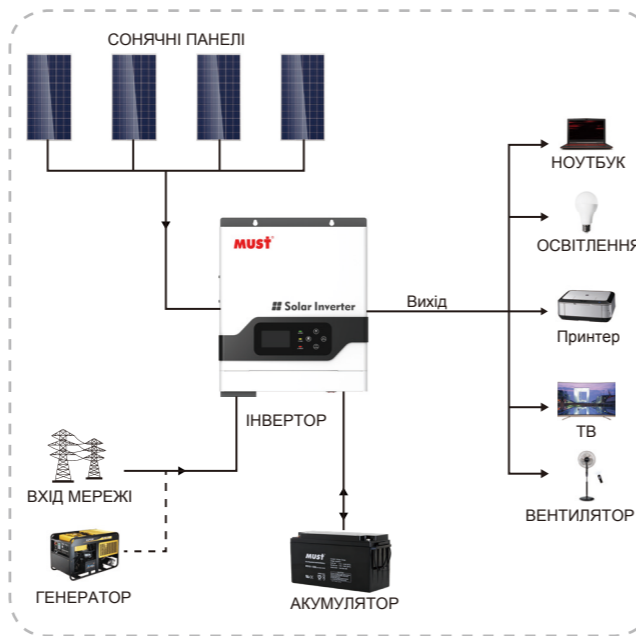 СОНЯЧНІ ПАНЕЛІ
НОУТБУК
ОСВІТЛЕННЯ
MUST
Solar Inverter
Вихід
Принтер
ІНВЕРТОР
ТВ
ВХІД МЕРЕЖІ
ВЕНТИЛЯТОР
MUST
ГЕНЕРАТОР
АКУМУЛЯТОР